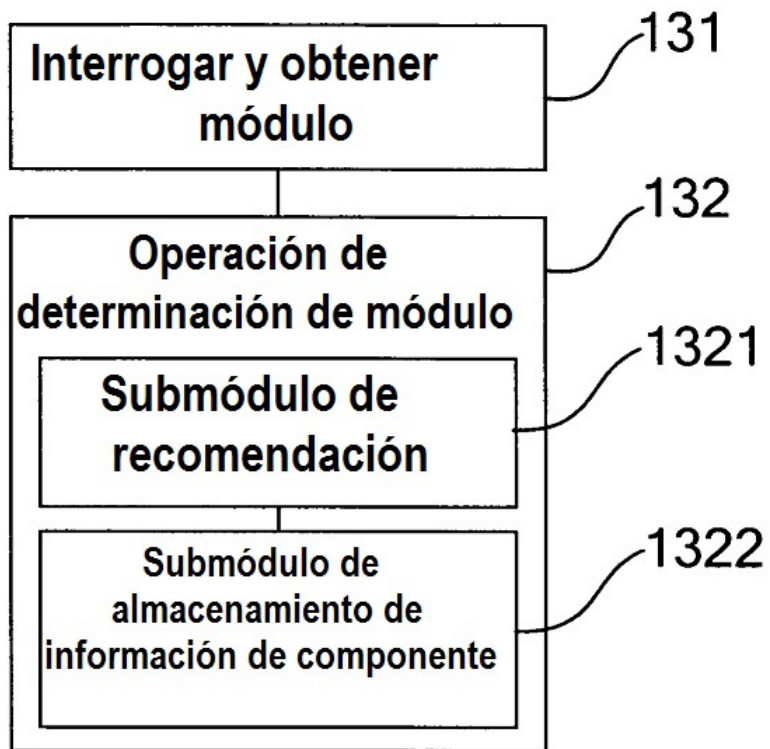 131
Interrogar y obtener
módulo
132
Operación de
determinación de módulo
1321
Submódulo de
recomendación
1322
Submódulo de
almacenamiento de
información de componente